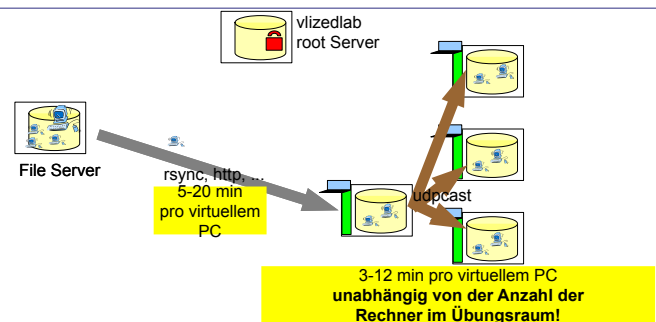 vlizedlab
root Server
File Server
rsync, http, ...
5-20 min
pro virtuellem
PC
udpcast
3-12 min pro virtuellem PC
unabhängig von der Anzahl der
Rechner im Übungsraum!